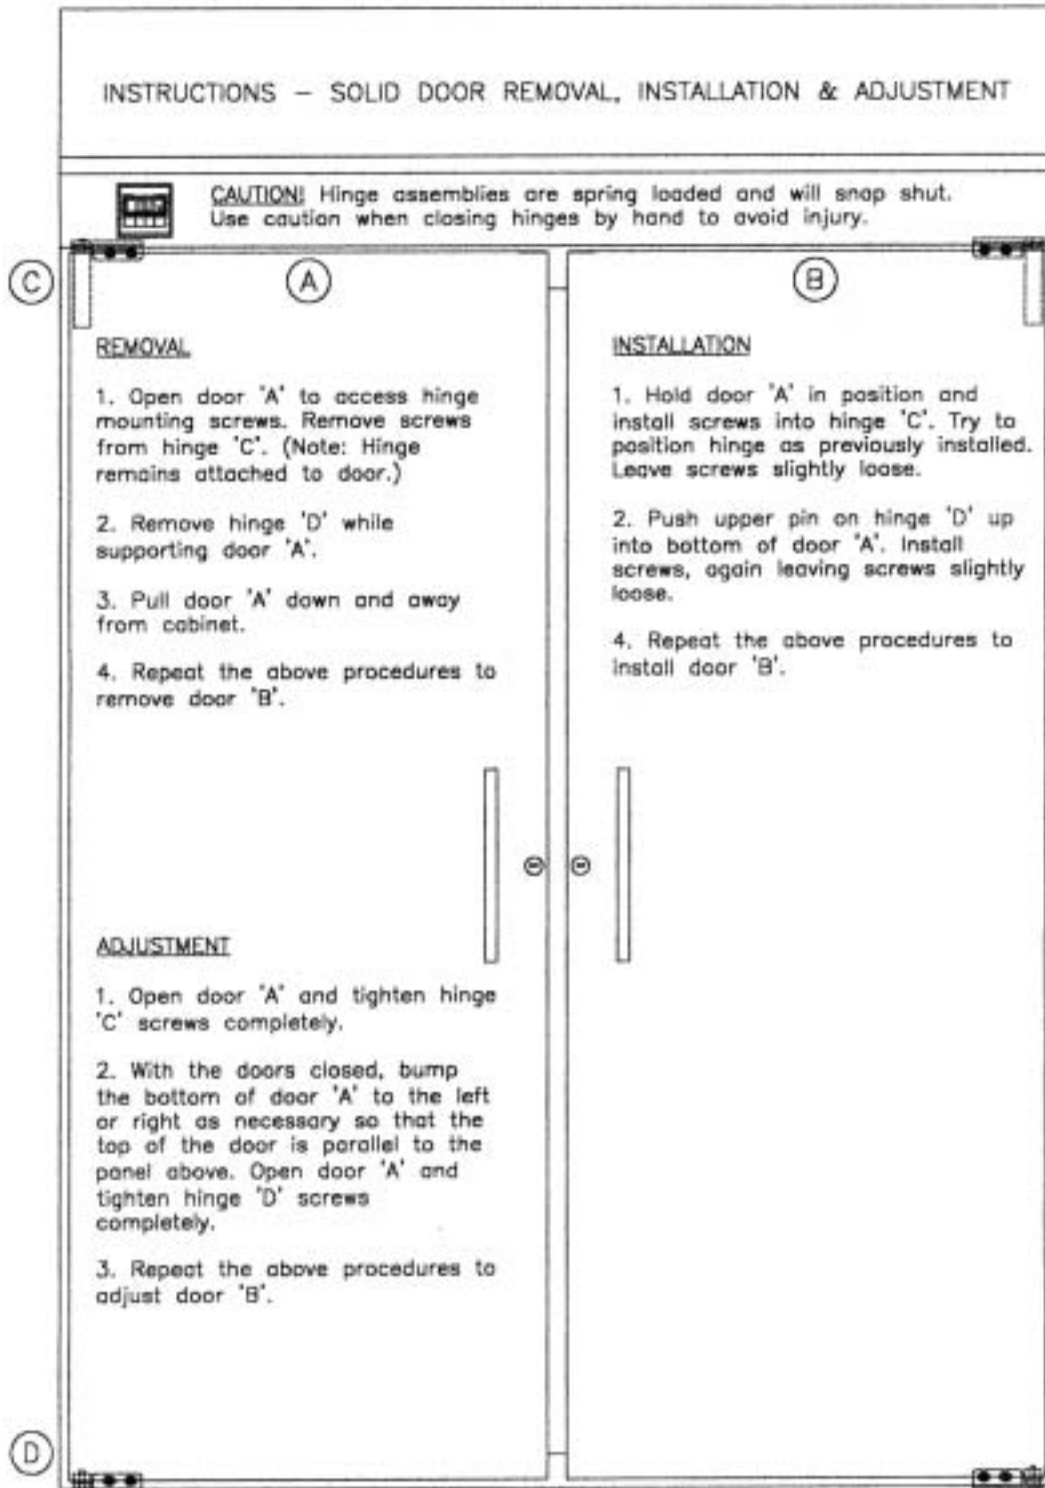 INSTRUCTIONS – SOLID DOOR REMOVAL, INSTALLATION & ADJUSTMENT
CAUTION! Hinge assemblies are spring loaded and will snap shut.
Use caution when closing hinges by hand to avoid injury.
C
A
B
REMOVAL
1. Open door 'A' to access hinge
mounting screws. Remove screws
from hinge 'C'. (Note: Hinge
remains attached to door.)
2. Remove hinge 'D' while
supporting door 'A'.
3. Pull door 'A' down and away
from cabinet.
4. Repeat the above procedures to
remove door 'B'.
INSTALLATION
1. Hold door 'A' in position and
install screws into hinge 'C'. Try to
position hinge as previously installed.
Leave screws slightly loose.
2. Push upper pin on hinge 'D' up
into bottom of door 'A'. Install
screws, again leaving screws slightly
loose.
4. Repeat the above procedures to
install door 'B'.
ADJUSTMENT
1. Open door 'A' and tighten hinge
'C' screws completely.
2. With the doors closed, bump
the bottom of door 'A' to the left
or right as necessary so that the
top of the door is parallel to the
panel above. Open door 'A' and
tighten hinge 'D' screws
completely.
3. Repeat the above procedures to
adjust door 'B'.
D